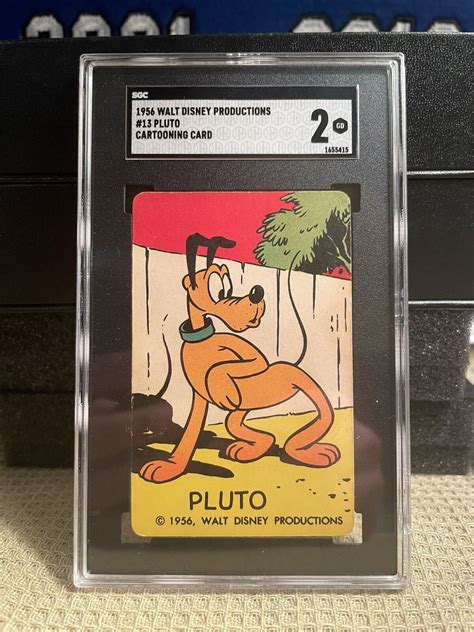 SGC
1956 WALT DISNEY PRODUCTIONS
#13 PLUTO
CARTOONING CARD
2 GD
1655415
PLUTO
© 1956, WALT DISNEY PRODUCTIONS